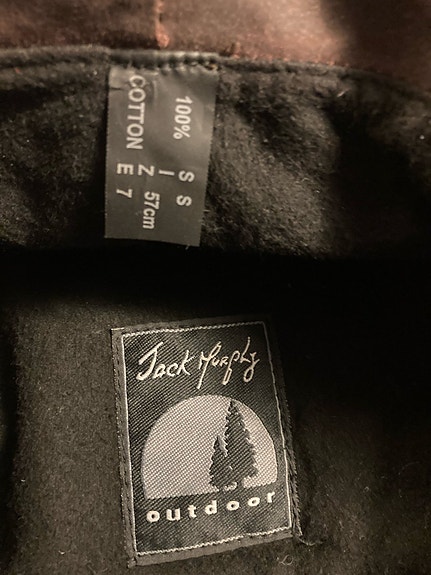 100%
COTTON
SIZE
S
57cm
7
Jack Murphy
outdoor